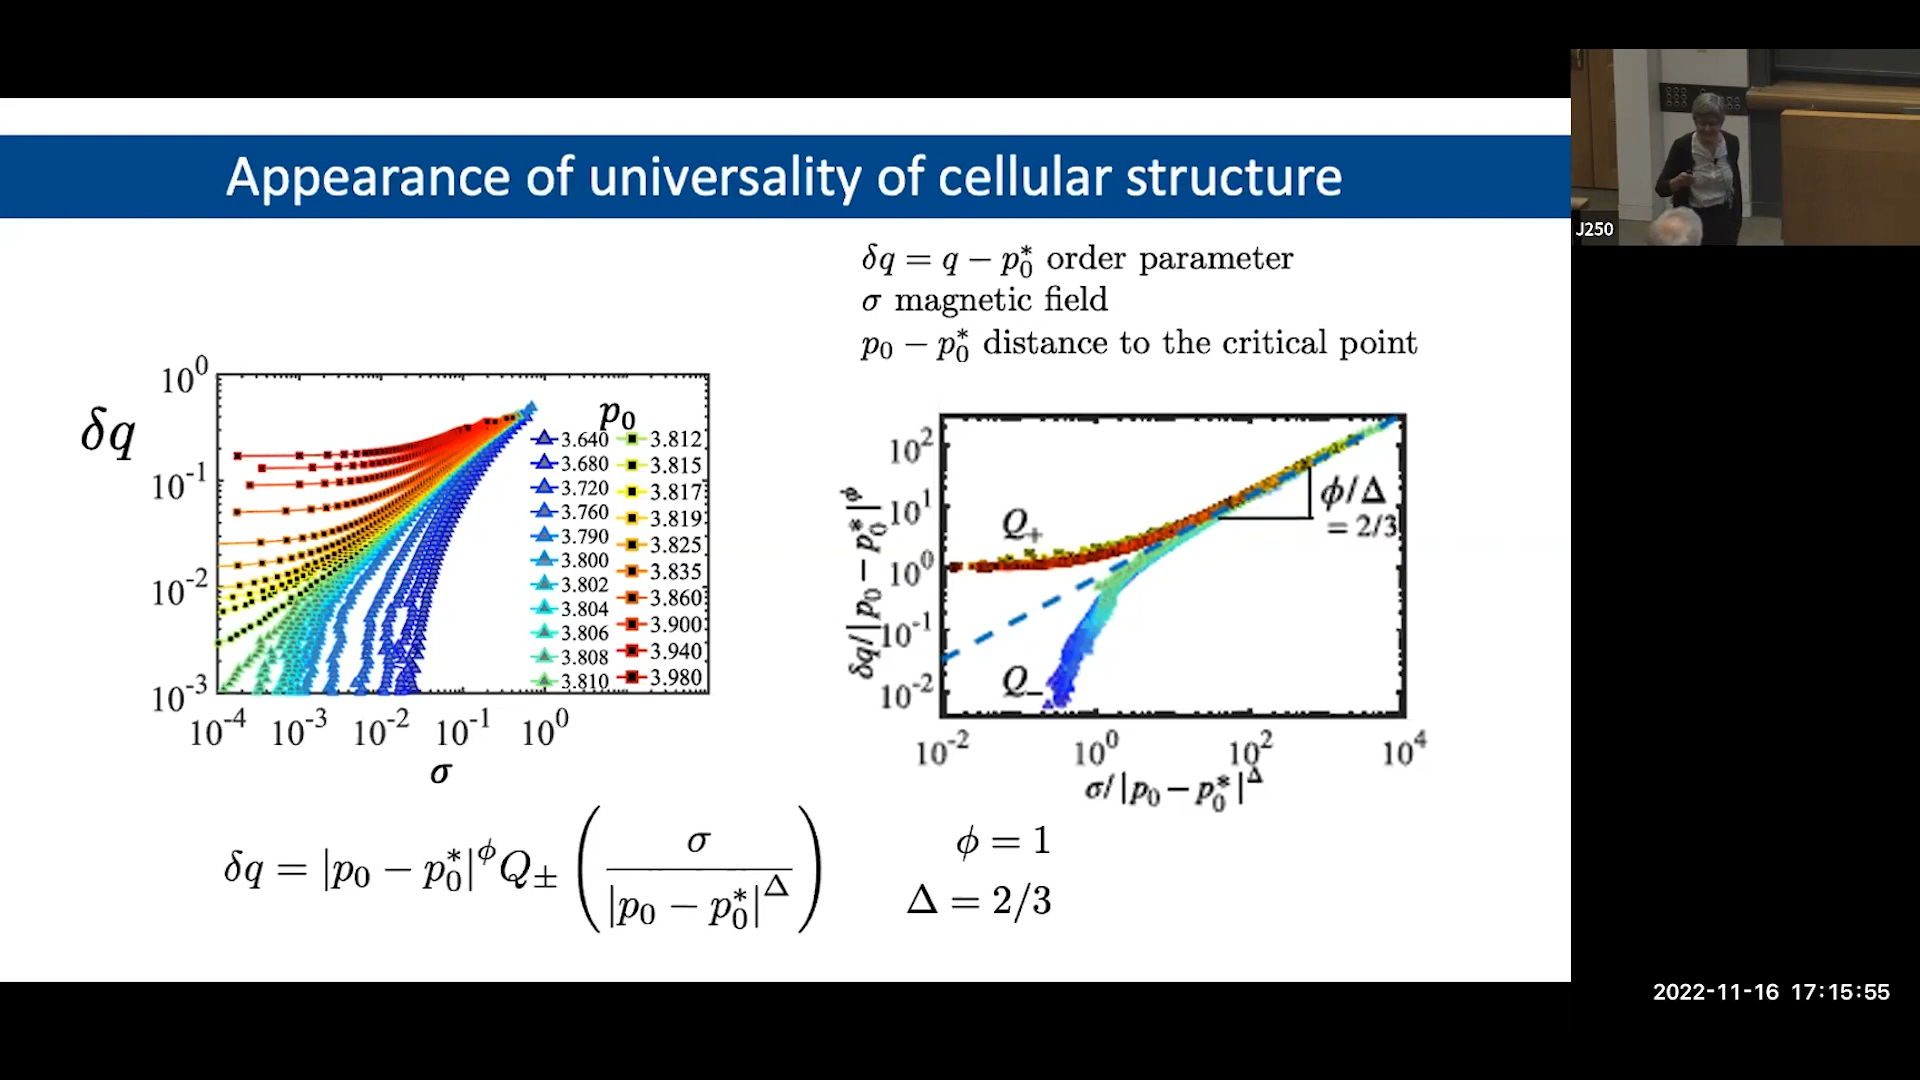 Appearance of universality of cellular structure
J250
δq = q − p₀* order parameter
σ magnetic field
p₀ − p₀* distance to the critical point
δq
10⁰
10⁻¹
10⁻²
10⁻³
p₀
3.640 3.812
3.680 3.815
3.720 3.817
3.760 3.819
3.790 3.825
3.800 3.835
3.802 3.860
3.804 3.900
3.806 3.940
3.808 3.980
3.810
10⁻⁴ 10⁻³ 10⁻² 10⁻¹ 10⁰
σ
δq/|p₀ − p₀*|^ϕ
10²
10¹
10⁰
10⁻¹
10⁻²
Q₊
Q₋
ϕ/Δ
= 2/3
10⁻² 10⁰ 10² 10⁴
σ/|p₀ − p₀*|^Δ
δq = |p₀ − p₀*|^ϕ Q± (σ / |p₀ − p₀*|^Δ)
ϕ = 1
Δ = 2/3
2022-11-16 17:15:55